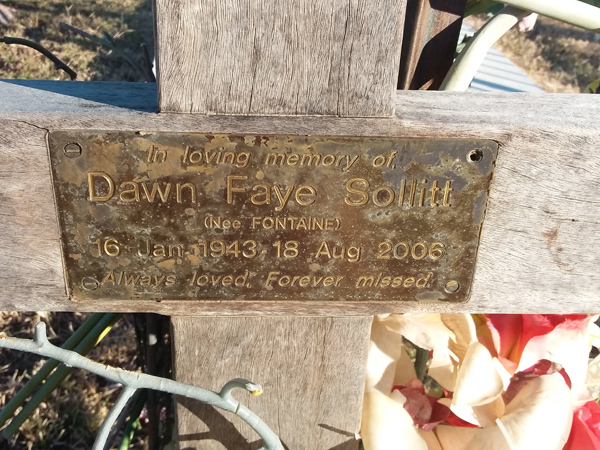 In loving memory of
Dawn Faye Sollitt
(Nee FONTAINE)
16 Jan 1943 18 Aug 2006
Always loved, Forever missed